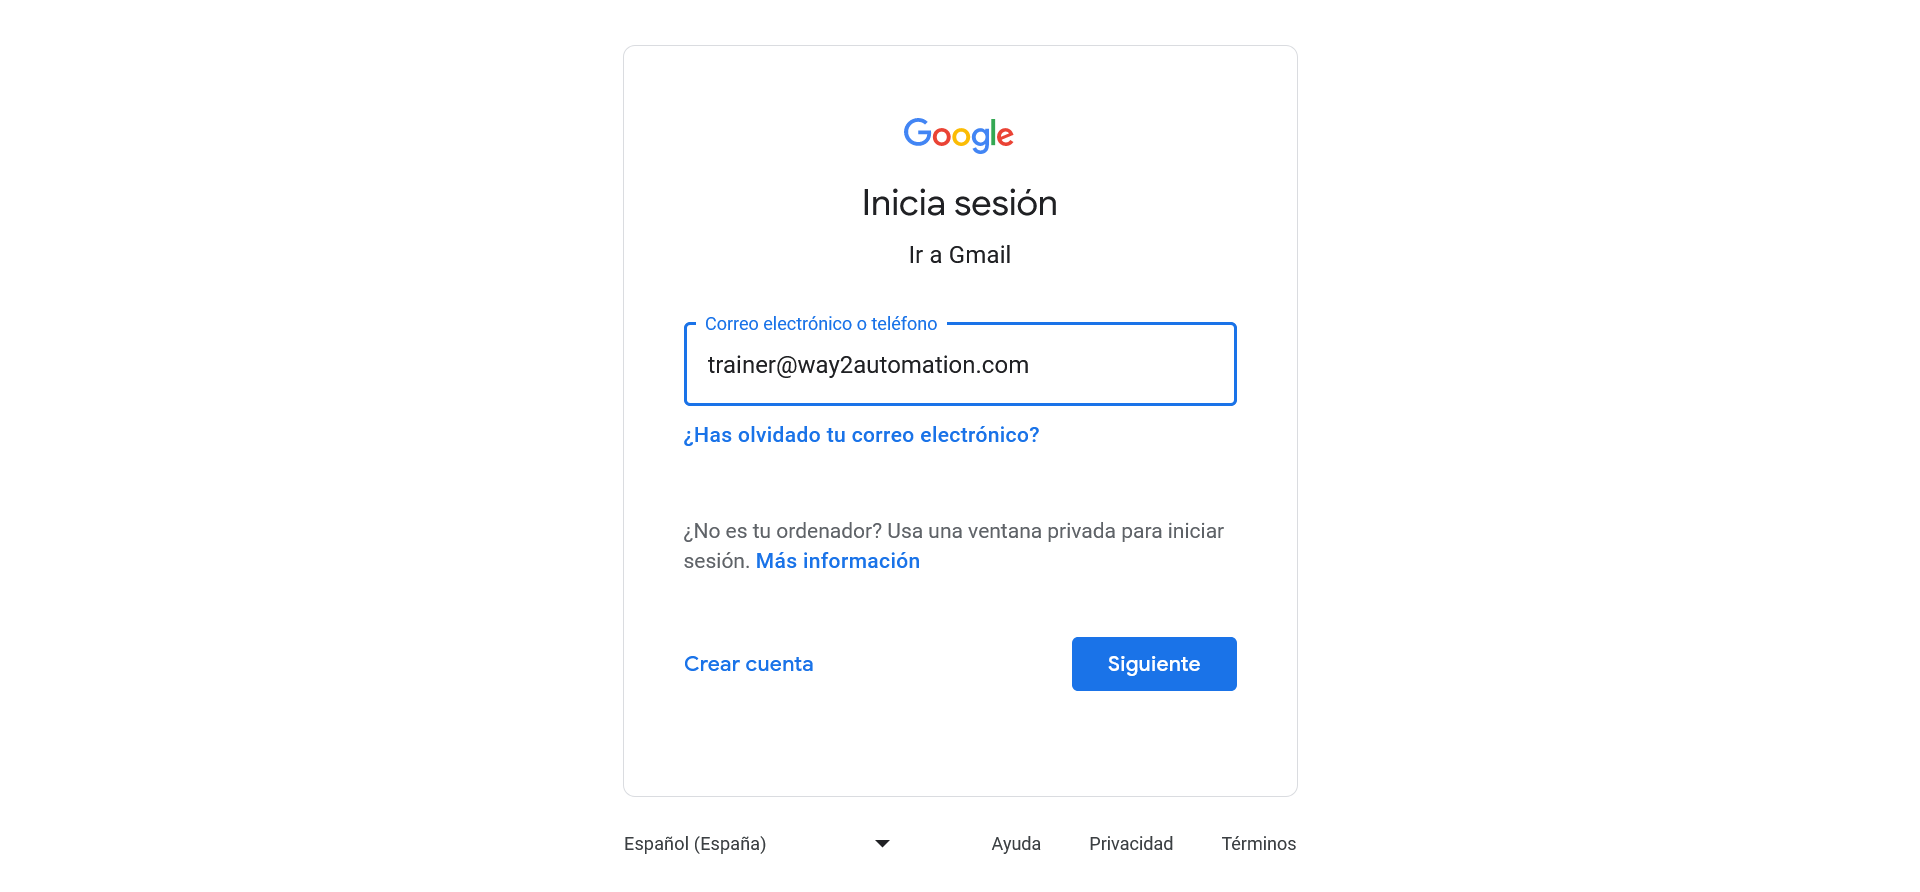 Google
Inicia sesión
Ir a Gmail
Correo electrónico o teléfono
trainer@way2automation.com
¿Has olvidado tu correo electrónico?
¿No es tu ordenador? Usa una ventana privada para iniciar
sesión. Más información
Crear cuenta
Siguiente
Español (España)
Ayuda
Privacidad
Términos